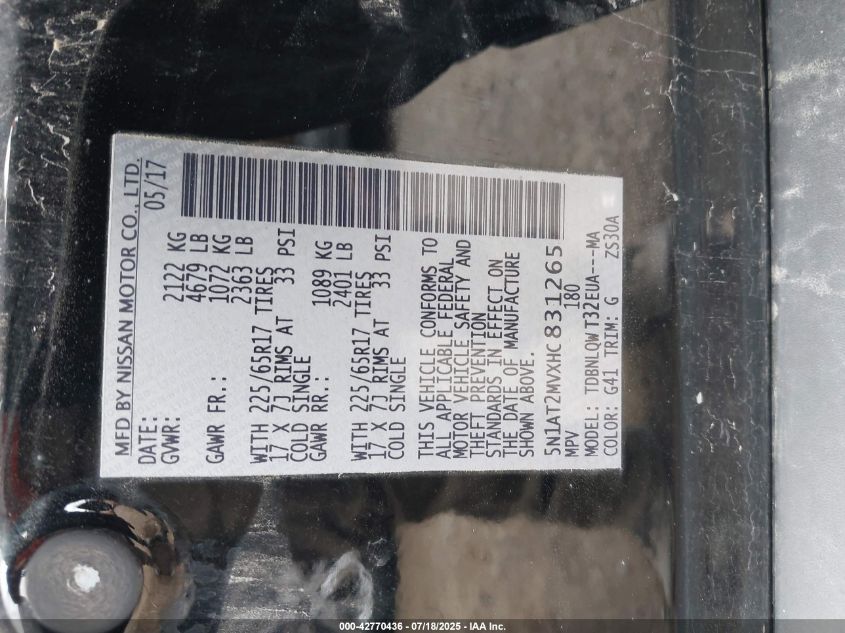 MFD BY NISSAN MOTOR CO., LTD.
DATE: 05/17
GVWR: 2122 KG
4679 LB
GAWR FR.: 1072 KG
2363 LB
WITH 225/65R17 TIRES
17 X 7J RIMS AT 33 PSI
COLD SINGLE
GAWR RR.: 1089 KG
2401 LB
WITH 225/65R17 TIRES
17 X 7J RIMS AT 33 PSI
COLD SINGLE
THIS VEHICLE CONFORMS TO
ALL APPLICABLE FEDERAL
MOTOR VEHICLE SAFETY AND
THEFT PREVENTION
STANDARDS IN EFFECT ON
THE DATE OF MANUFACTURE
SHOWN ABOVE.
5N1AT2MVXHC831265
MPV 180
MODEL: TDBNLQWT32EUA---MA
COLOR: G41 TRIM: G ZS30A
000-42770436 - 07/18/2025 - IAA Inc.